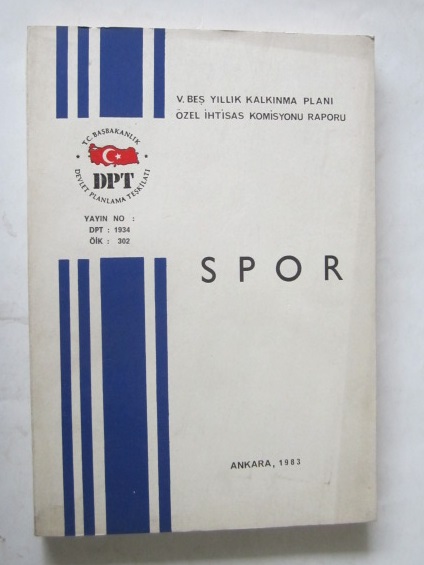 V. BEŞ YILLIK KALKINMA PLANI
ÖZEL İHTİSAS KOMİSYONU RAPORU
T.C. BAŞBAKANLIK
DPT
DEVLET PLANLAMA TEŞKİLATI
YAYIN NO :
DPT : 1934
ÖİK : 302
SPOR
ANKARA, 1983